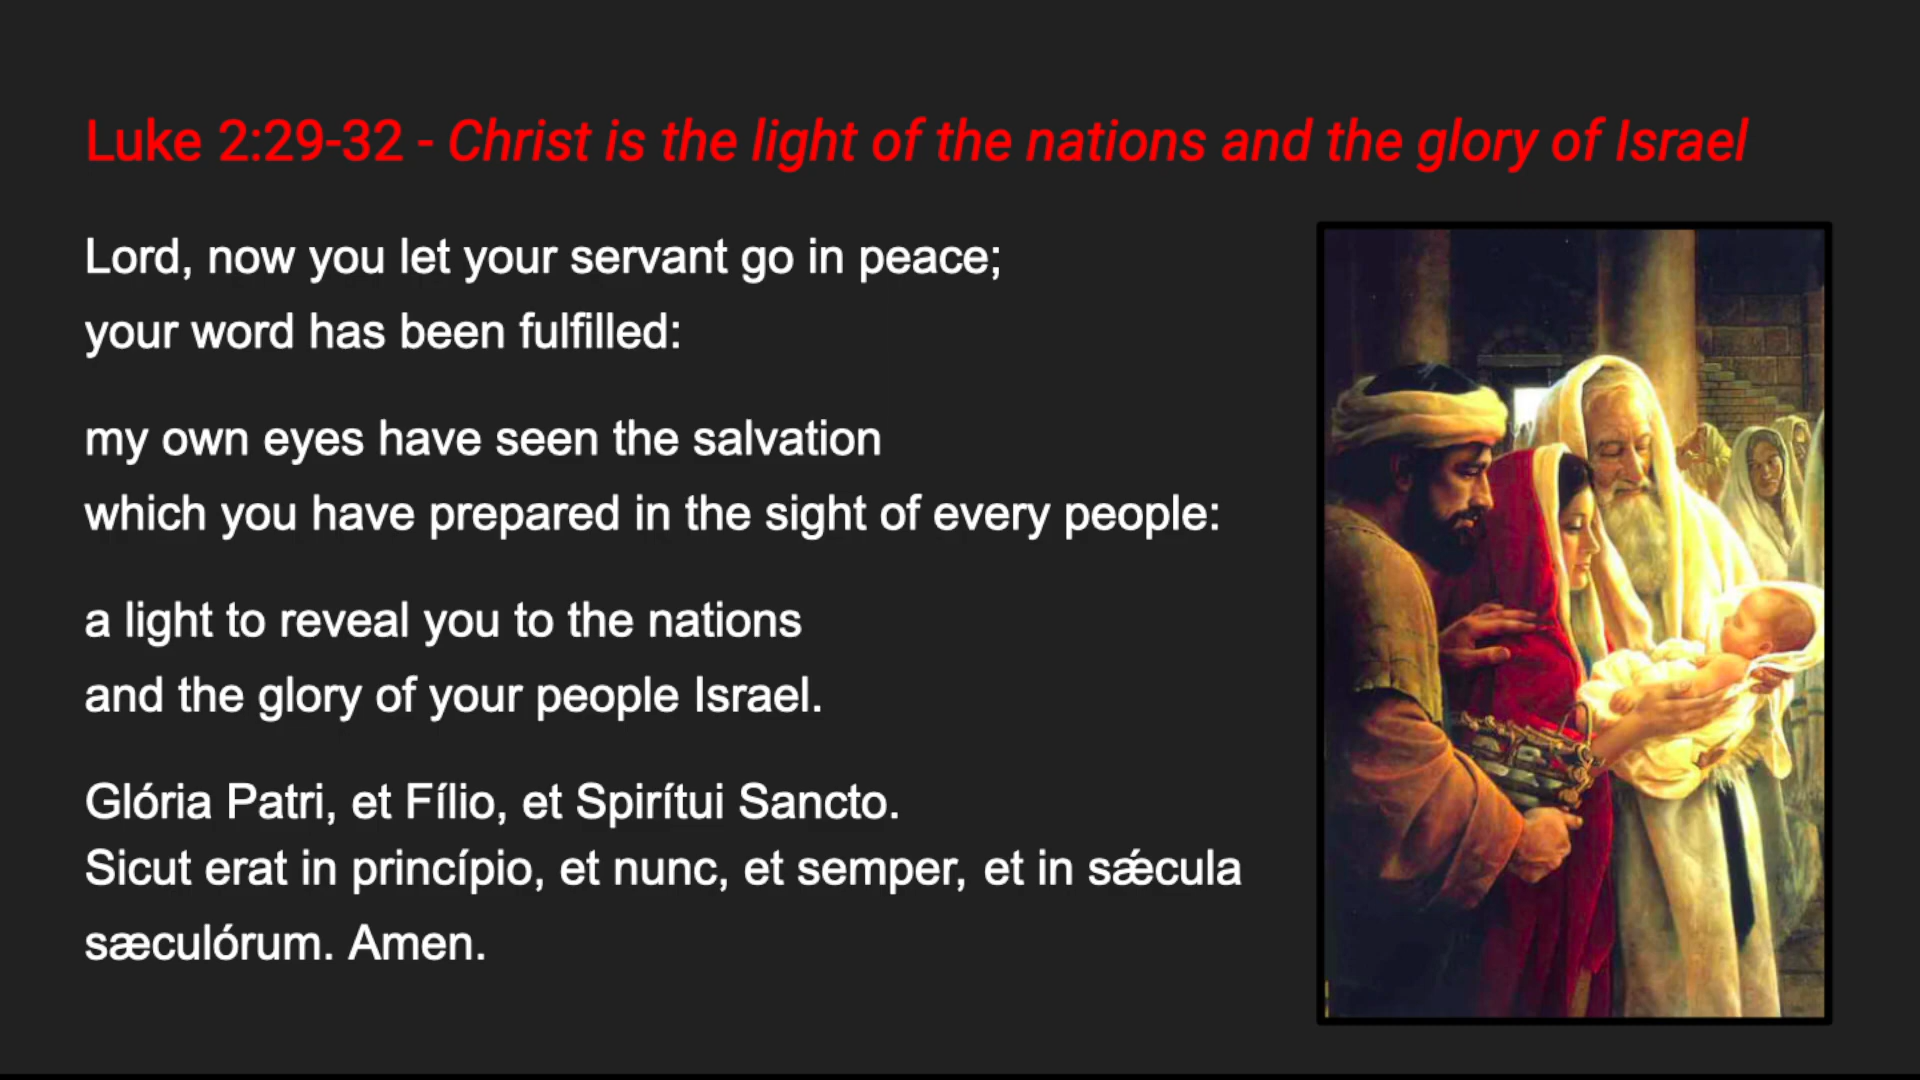 Luke 2:29-32 - Christ is the light of the nations and the glory of Israel
Lord, now you let your servant go in peace;
your word has been fulfilled:
my own eyes have seen the salvation
which you have prepared in the sight of every people:
a light to reveal you to the nations
and the glory of your people Israel.
Glória Patri, et Fílio, et Spirítui Sancto.
Sicut erat in princípio, et nunc, et semper, et in sǽcula
sæculórum. Amen.